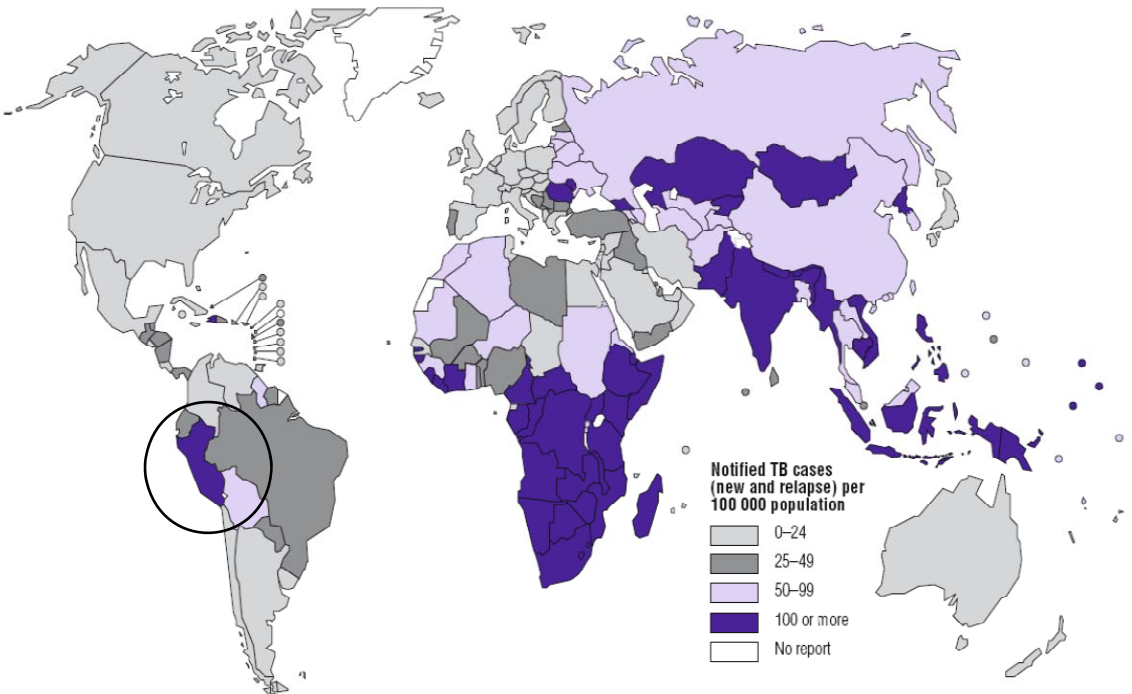 Notified TB cases
(new and relapse) per
100 000 population
0–24
25–49
50–99
100 or more
No report